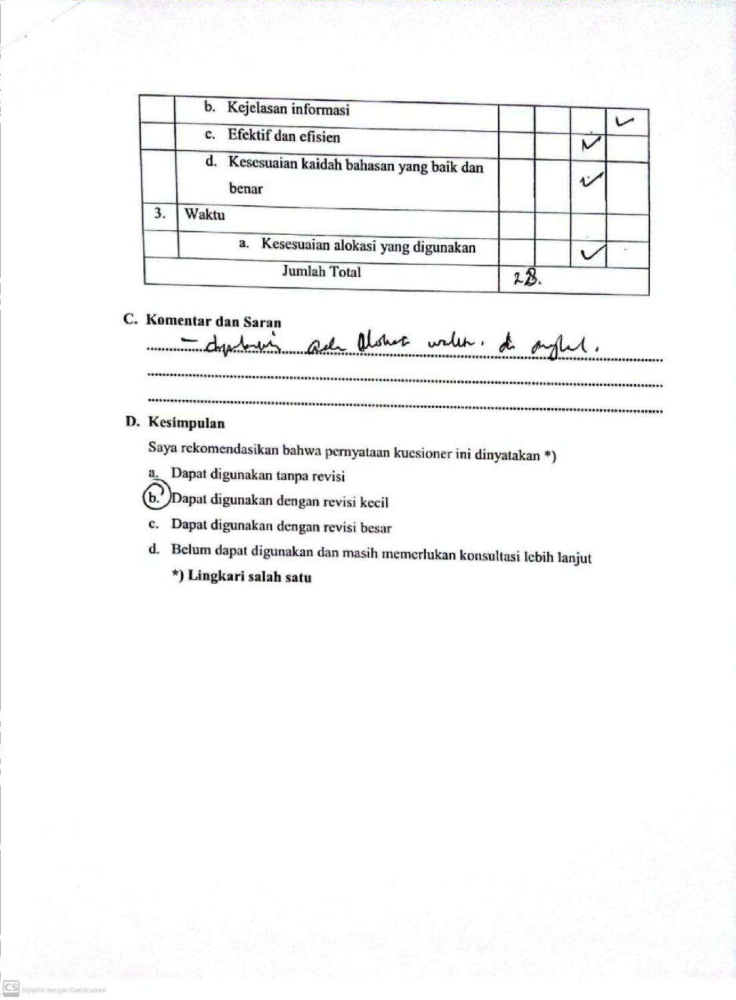 b. Kejelasan informasi
c. Efektif dan efisien
d. Kesesuaian kaidah bahasan yang baik dan
benar
3. Waktu
a. Kesesuaian alokasi yang digunakan
Jumlah Total 28.
C. Komentar dan Saran
- ada alokasi waktu. di
D. Kesimpulan
Saya rekomendasikan bahwa pernyataan kuesioner ini dinyatakan *)
a. Dapat digunakan tanpa revisi
b. Dapat digunakan dengan revisi kecil
c. Dapat digunakan dengan revisi besar
d. Belum dapat digunakan dan masih memerlukan konsultasi lebih lanjut
*) Lingkari salah satu
CS Dipindai dengan CamScanner